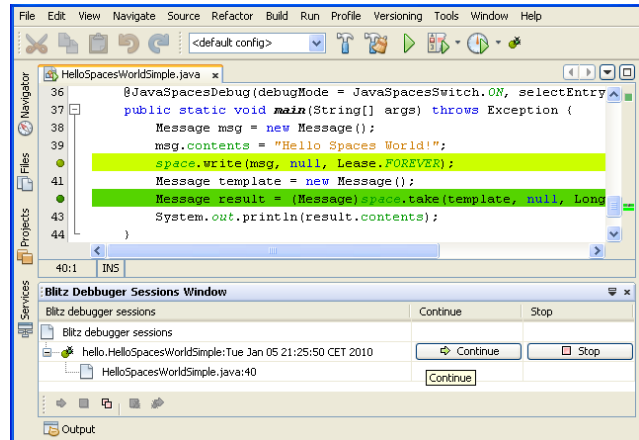 File Edit View Navigate Source Refactor Build Run Profile Versioning Tools Window Help
<default config>
Navigator
Files
Projects
Services
HelloSpacesWorldSimple.java x
36 @JavaSpacesDebug(debugMode = JavaSpacesSwitch.ON, selectEntry
37 public static void main(String[] args) throws Exception {
38 Message msg = new Message();
39 msg.contents = "Hello Spaces World!";
space.write(msg, null, Lease.FOREVER);
41 Message template = new Message();
Message result = (Message)space.take(template, null, Long
43 System.out.println(result.contents);
44 }
40:1 INS
Blitz Debbuger Sessions Window
Blitz debugger sessions Continue Stop
Blitz debugger sessions
hello.HelloSpacesWorldSimple:Tue Jan 05 21:25:50 CET 2010 Continue Stop
HelloSpacesWorldSimple.java:40
Continue
Output